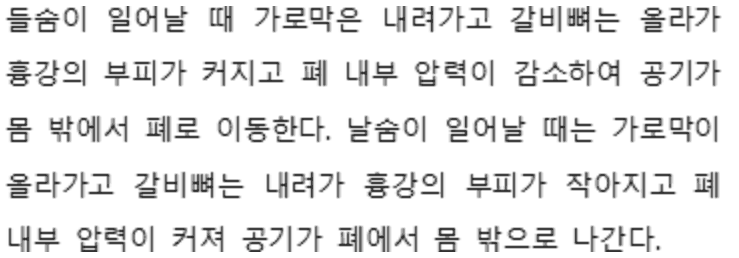 들숨이 일어날 때 가로막은 내려가고 갈비뼈는 올라가
흉강의 부피가 커지고 폐 내부 압력이 감소하여 공기가
몸 밖에서 폐로 이동한다. 날숨이 일어날 때는 가로막이
올라가고 갈비뼈는 내려가 흉강의 부피가 작아지고 폐
내부 압력이 커져 공기가 폐에서 몸 밖으로 나간다.